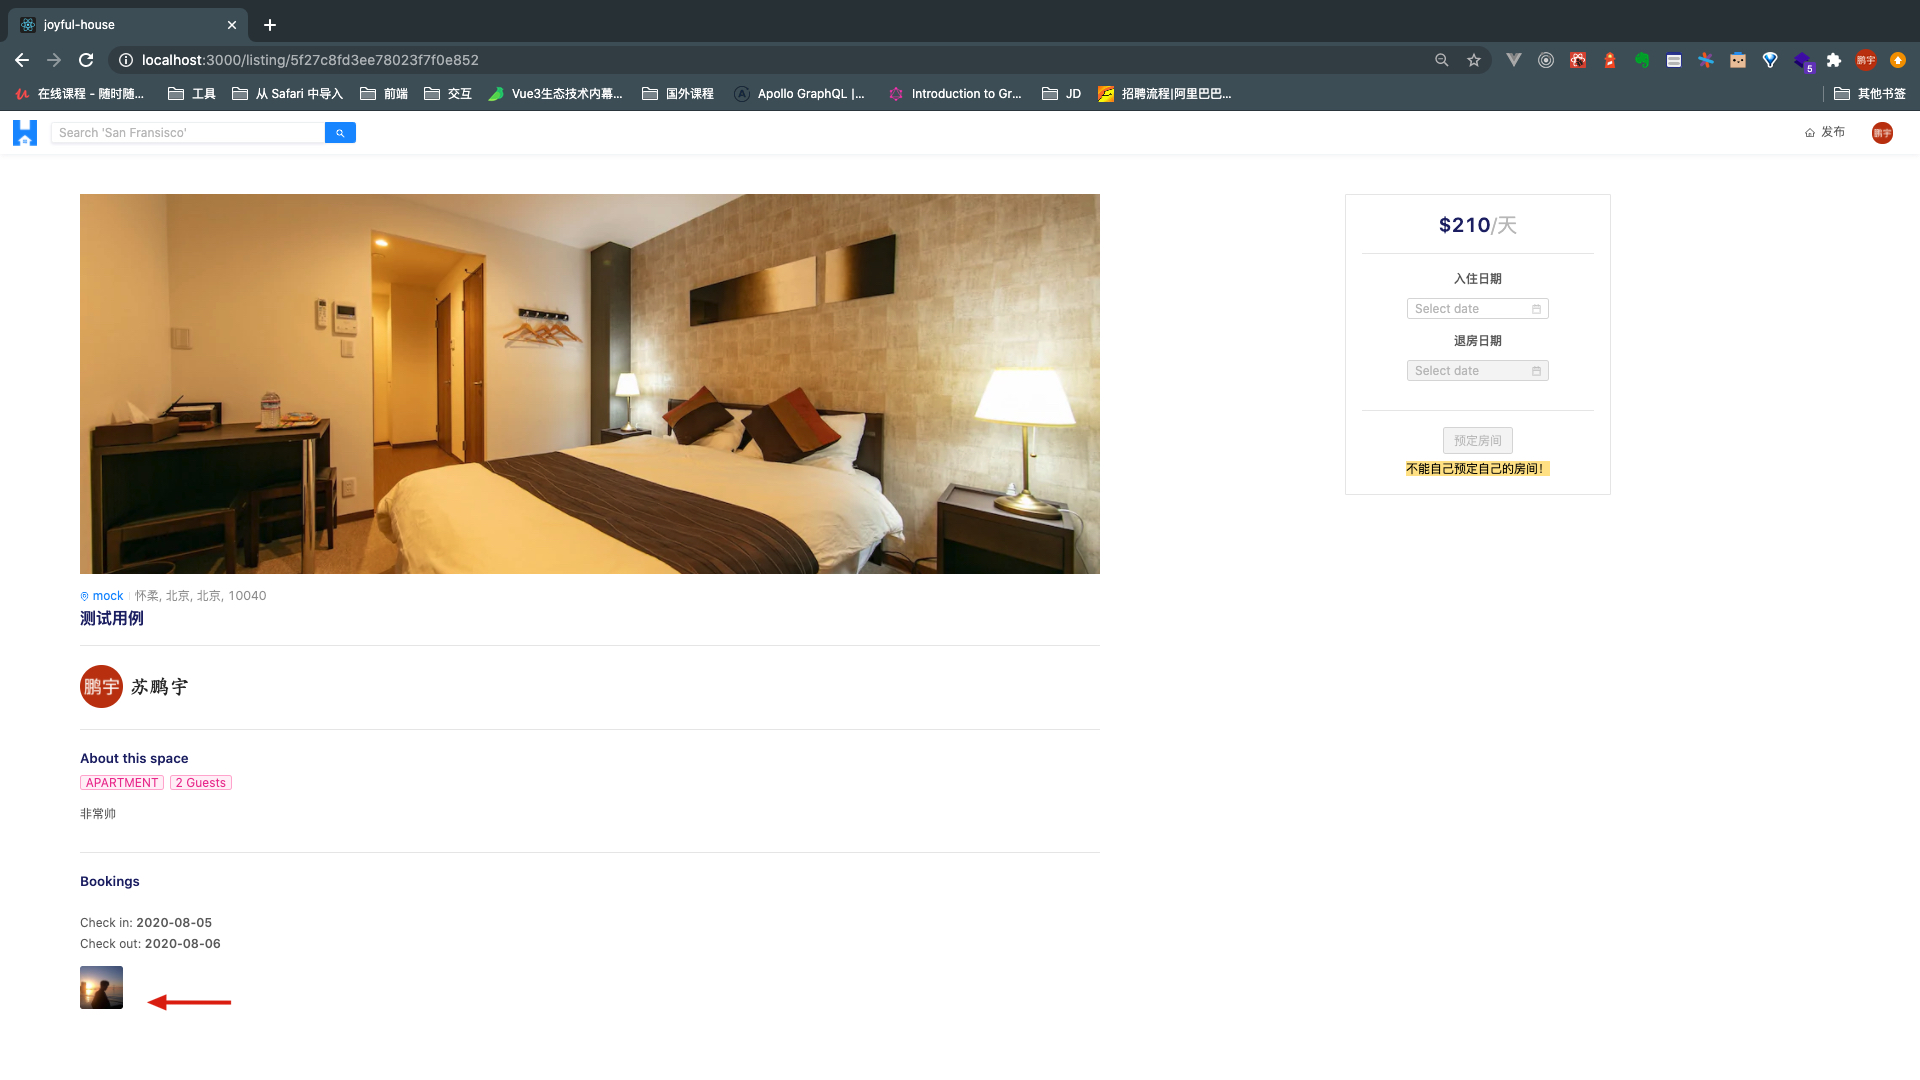 joyful-house
localhost:3000/listing/5f27c8fd3ee78023f7f0e852
5
鹏宇
在线课程 - 随时随... 工具 从 Safari 中导入 前端 交互 Vue3生态技术内幕... 国外课程 Apollo GraphQL |... Introduction to Gr... JD 招聘流程|阿里巴巴... 其他书签
Search 'San Fransisco'
发布
鹏宇
$210/天
入住日期
Select date
退房日期
Select date
预定房间
不能自己预定自己的房间！
mock 怀柔, 北京, 北京, 10040
测试用例
鹏宇 苏鹏宇
About this space
APARTMENT 2 Guests
非常帅
Bookings
Check in: 2020-08-05
Check out: 2020-08-06